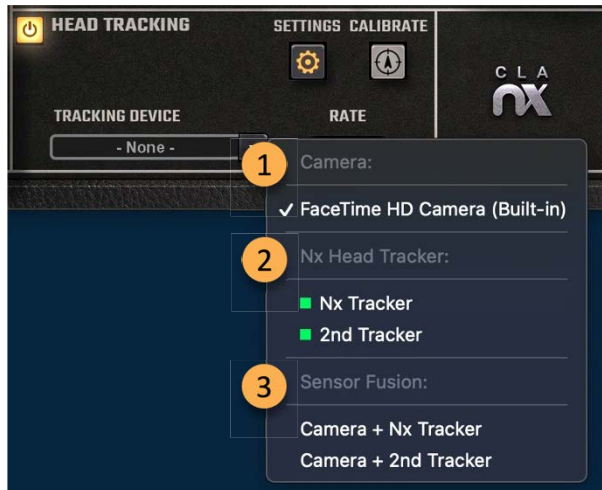 HEAD TRACKING
SETTINGS CALIBRATE
CLA
nx
TRACKING DEVICE
RATE
- None -
1 Camera:
✓ FaceTime HD Camera (Built-in)
2 Nx Head Tracker:
Nx Tracker
2nd Tracker
3 Sensor Fusion:
Camera + Nx Tracker
Camera + 2nd Tracker